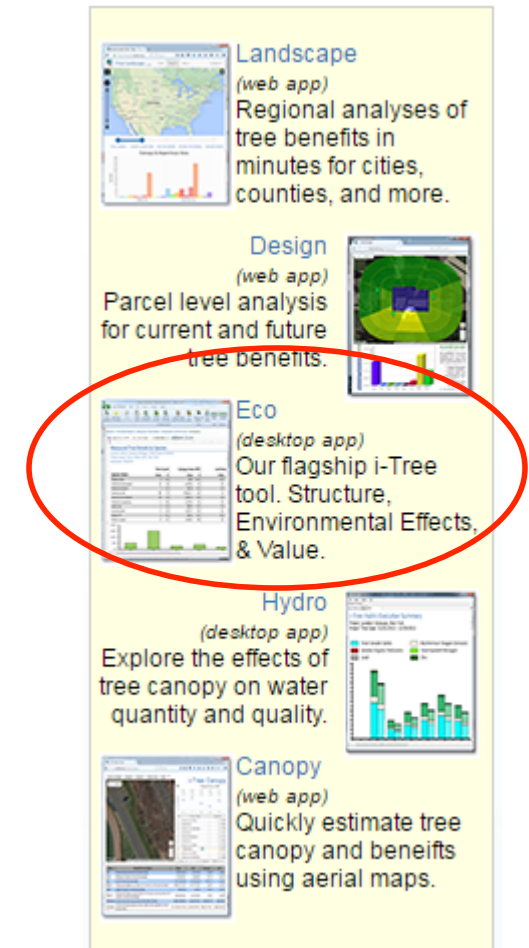 Landscape
(web app)
Regional analyses of
tree benefits in
minutes for cities,
counties, and more.
Design
(web app)
Parcel level analysis
for current and future
tree benefits.
Eco
(desktop app)
Our flagship i-Tree
tool. Structure,
Environmental Effects,
& Value.
Hydro
(desktop app)
Explore the effects of
tree canopy on water
quantity and quality.
Canopy
(web app)
Quickly estimate tree
canopy and beneifts
using aerial maps.